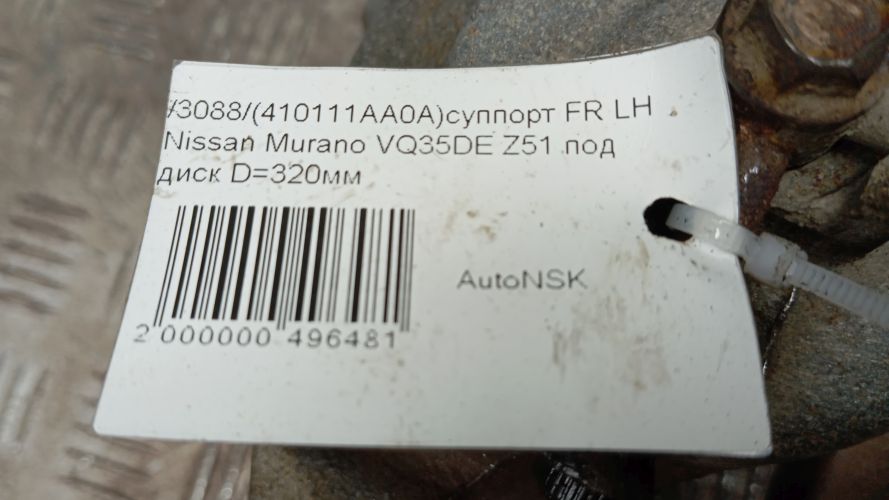 /3088/(410111AA0A)суппорт FR LH
Nissan Murano VQ35DE Z51 под
диск D=320мм
AutoNSK
2 000000 496481